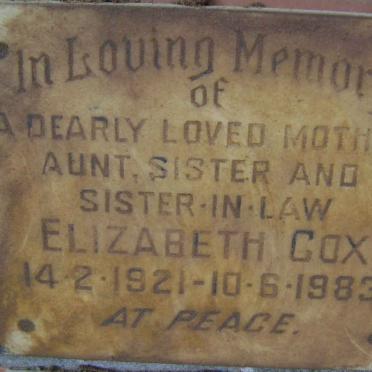 In Loving Memor
of
A DEARLY LOVED MOTH
AUNT, SISTER AND
SISTER-IN-LAW
ELIZABETH COX
14·2·1921-10·6·1983
AT PEACE.